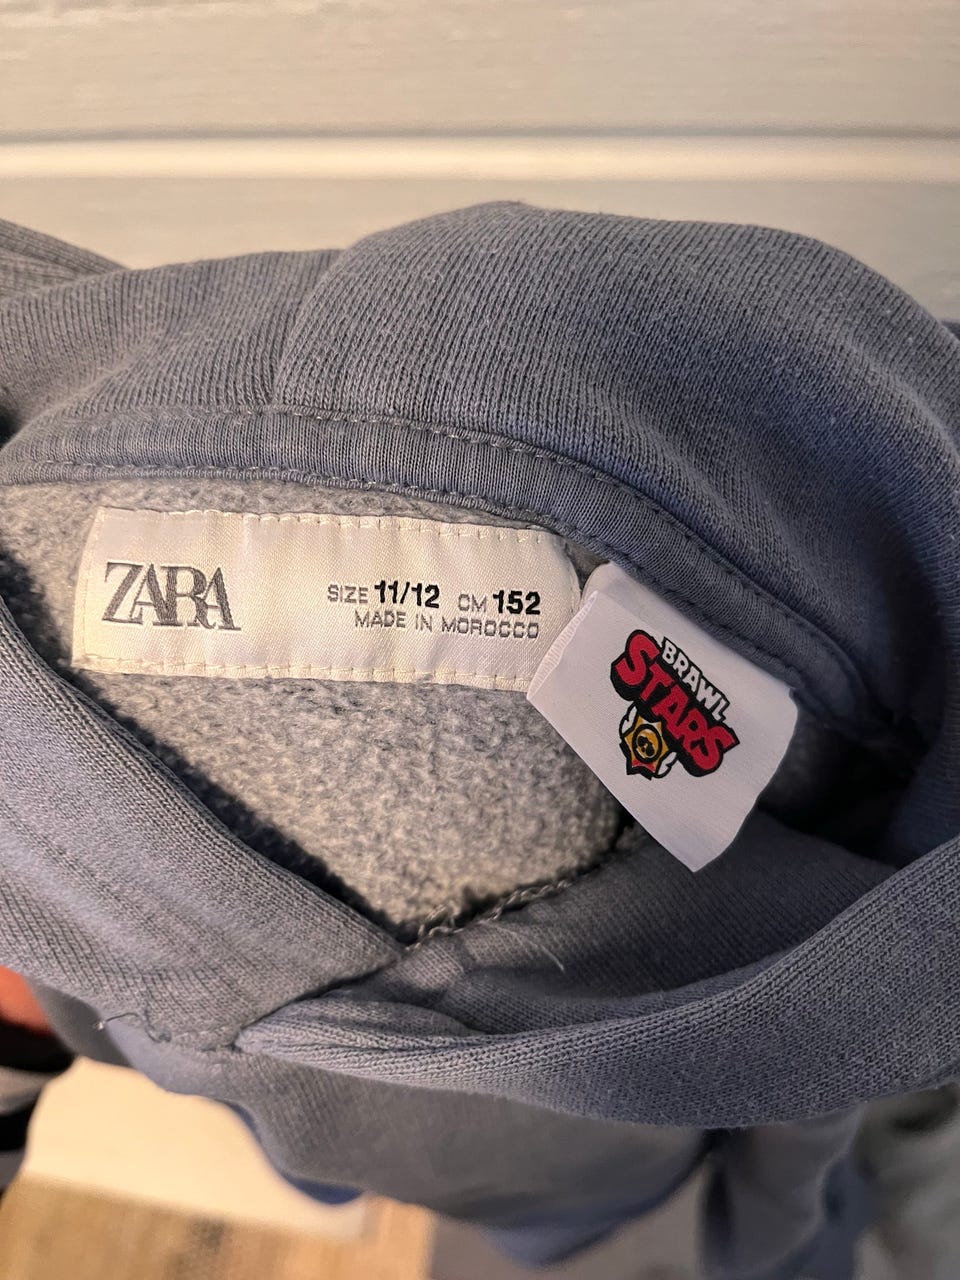 ZARA
SIZE 11/12 CM 152
MADE IN MOROCCO
BRAWL
STARS